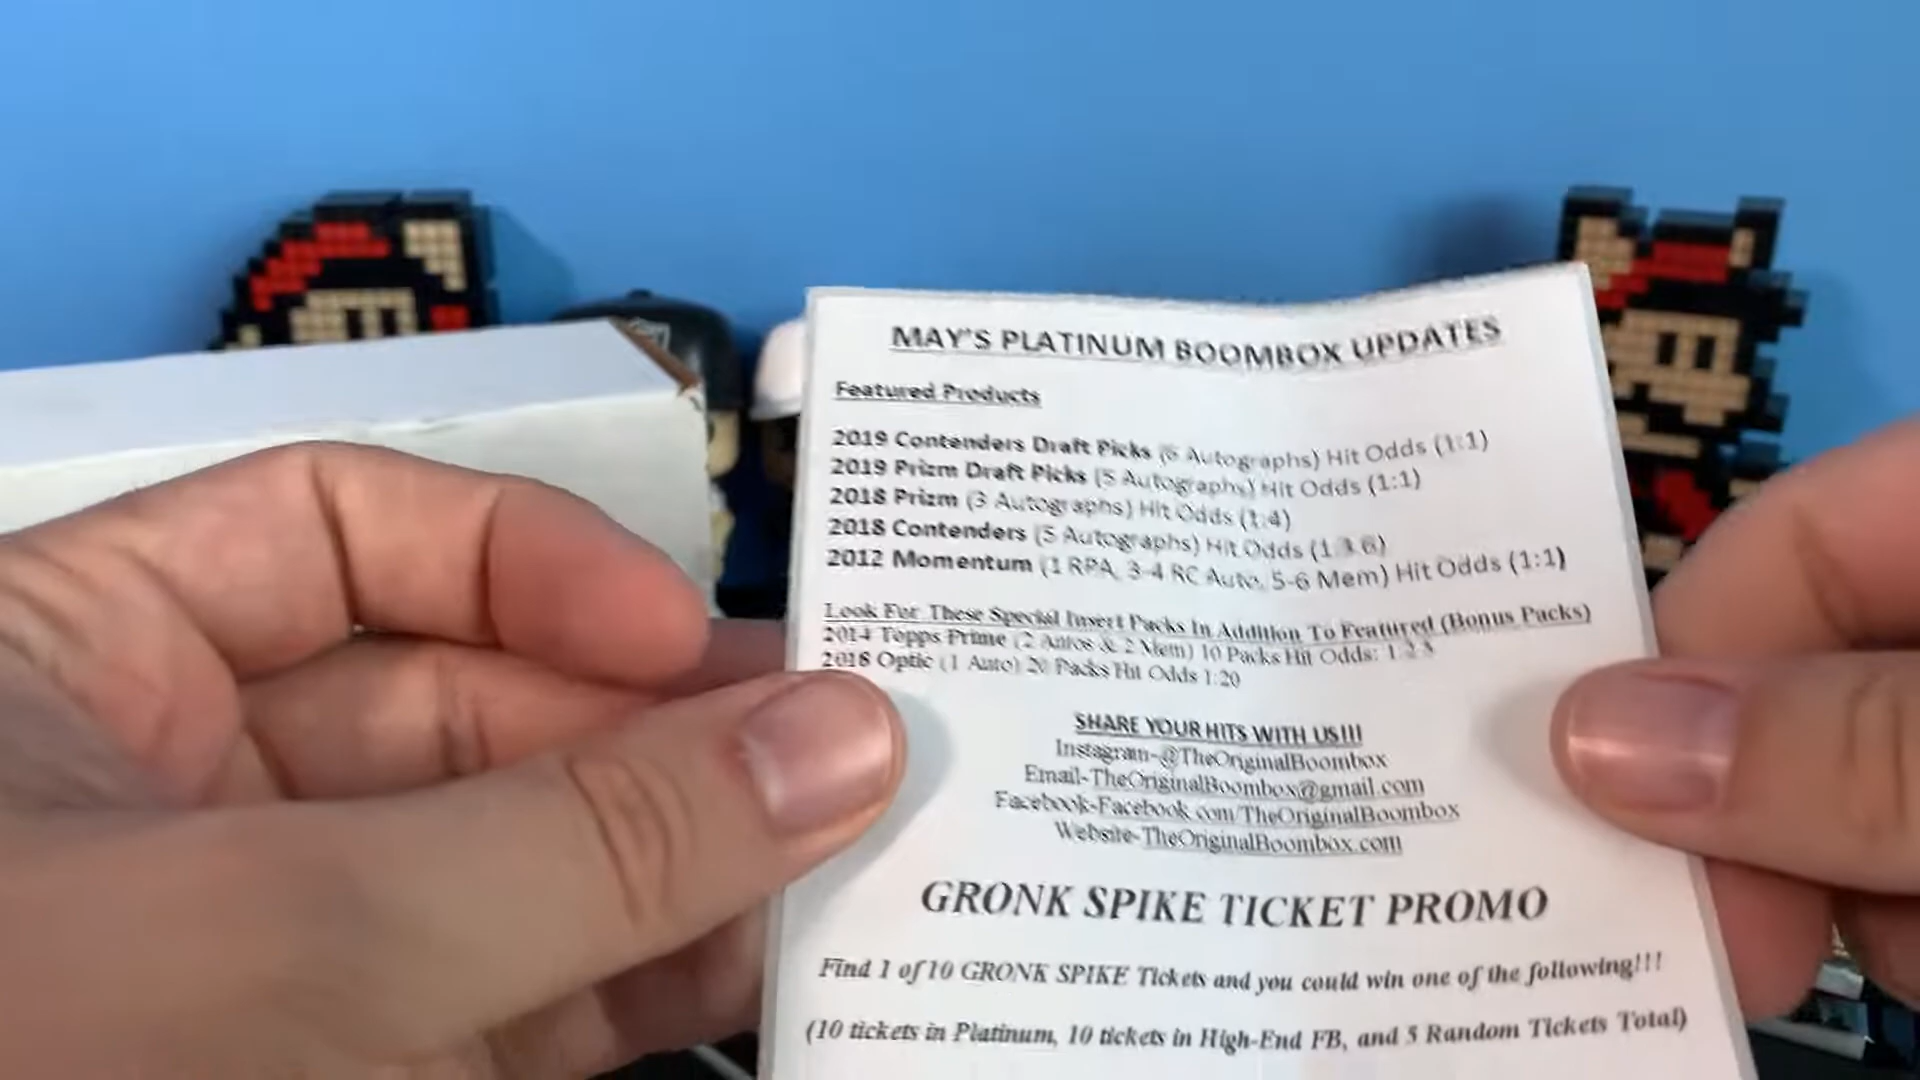 MAY'S PLATINUM BOOMBOX UPDATES
Featured Products
2019 Contenders Draft Picks (6 Autographs) Hit Odds (1:1)
2019 Prizm Draft Picks (5 Autographs) Hit Odds (1:1)
2018 Prizm (3 Autographs) Hit Odds (1:4)
2018 Contenders (5 Autographs) Hit Odds (1:3.6)
2012 Momentum (1 RPA, 3-4 RC Auto, 5-6 Mem) Hit Odds (1:1)
Look For These Special Insert Packs In Addition To Featured (Bonus Packs)
2014 Topps Prime (2 Autos & 2 Mem) 10 Packs Hit Odds:
2018 Optic (1 Auto) 20 Packs Hit Odds 1:20
SHARE YOUR HITS WITH US!!!
Instagram-@TheOriginalBoombox
Email-TheOriginalBoombox@gmail.com
Facebook-Facebook.com/TheOriginalBoombox
Website-TheOriginalBoombox.com
GRONK SPIKE TICKET PROMO
Find 1 of 10 GRONK SPIKE Tickets and you could win one of the following!!!
(10 tickets in Platinum, 10 tickets in High-End FB, and 5 Random Tickets Total)